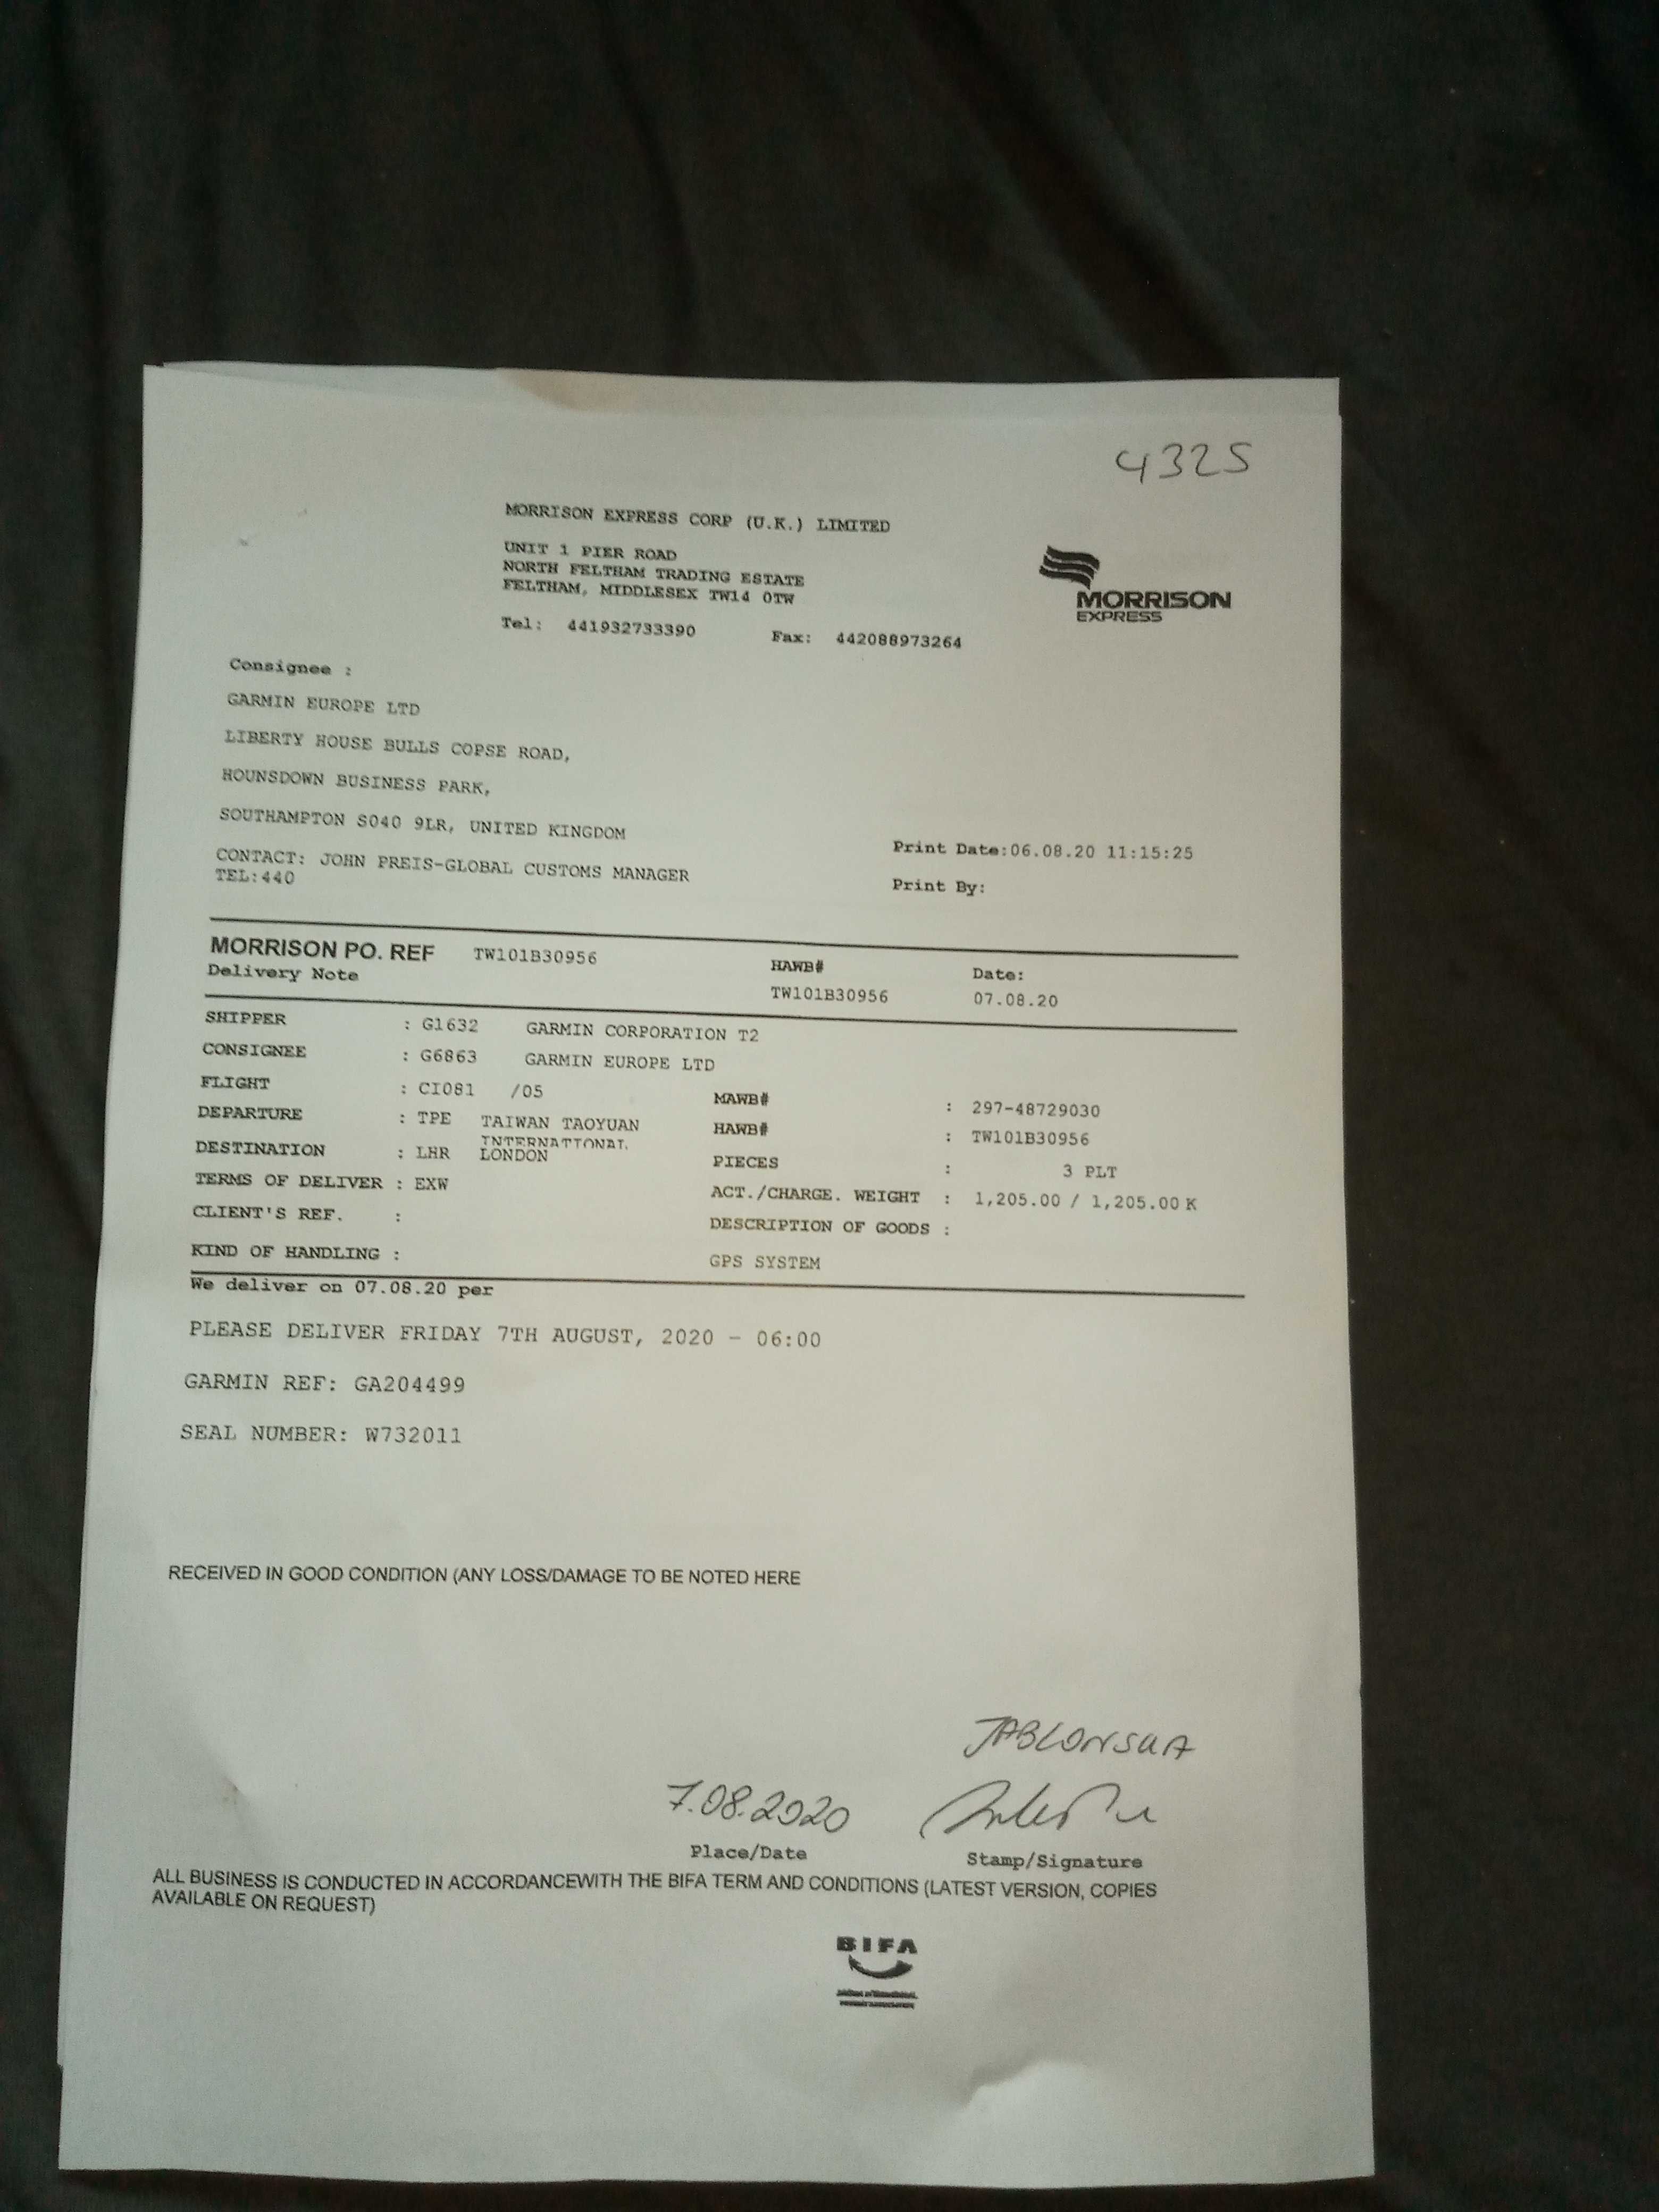 4325
MORRISON EXPRESS CORP (U.K.) LIMITED
UNIT 1 PIER ROAD
NORTH FELTHAM TRADING ESTATE
FELTHAM, MIDDLESEX TW14 0TW
MORRISON
EXPRESS
Tel: 441932733390 Fax: 442088973264
Consignee :
GARMIN EUROPE LTD
LIBERTY HOUSE BULLS COPSE ROAD,
HOUNSDOWN BUSINESS PARK,
SOUTHAMPTON S040 9LR, UNITED KINGDOM
CONTACT: JOHN PREIS-GLOBAL CUSTOMS MANAGER
TEL:440
Print Date:06.08.20 11:15:25
Print By:
MORRISON PO. REF TW101B30956 HAWB# Date:
Delivery Note TW101B30956 07.08.20
SHIPPER : G1632 GARMIN CORPORATION T2
CONSIGNEE : G6863 GARMIN EUROPE LTD
FLIGHT : CI081 /05 MAWB# : 297-48729030
DEPARTURE : TPE TAIWAN TAOYUAN INTERNATIONAL HAWB# : TW101B30956
DESTINATION : LHR LONDON PIECES : 3 PLT
TERMS OF DELIVER : EXW ACT./CHARGE. WEIGHT : 1,205.00 / 1,205.00 K
CLIENT'S REF. : DESCRIPTION OF GOODS :
KIND OF HANDLING : GPS SYSTEM
We deliver on 07.08.20 per
PLEASE DELIVER FRIDAY 7TH AUGUST, 2020 - 06:00
GARMIN REF: GA204499
SEAL NUMBER: W732011
RECEIVED IN GOOD CONDITION (ANY LOSS/DAMAGE TO BE NOTED HERE
JABLONSKA
7.08.2020
Place/Date Stamp/Signature
ALL BUSINESS IS CONDUCTED IN ACCORDANCEWITH THE BIFA TERM AND CONDITIONS (LATEST VERSION, COPIES
AVAILABLE ON REQUEST)
BIFA